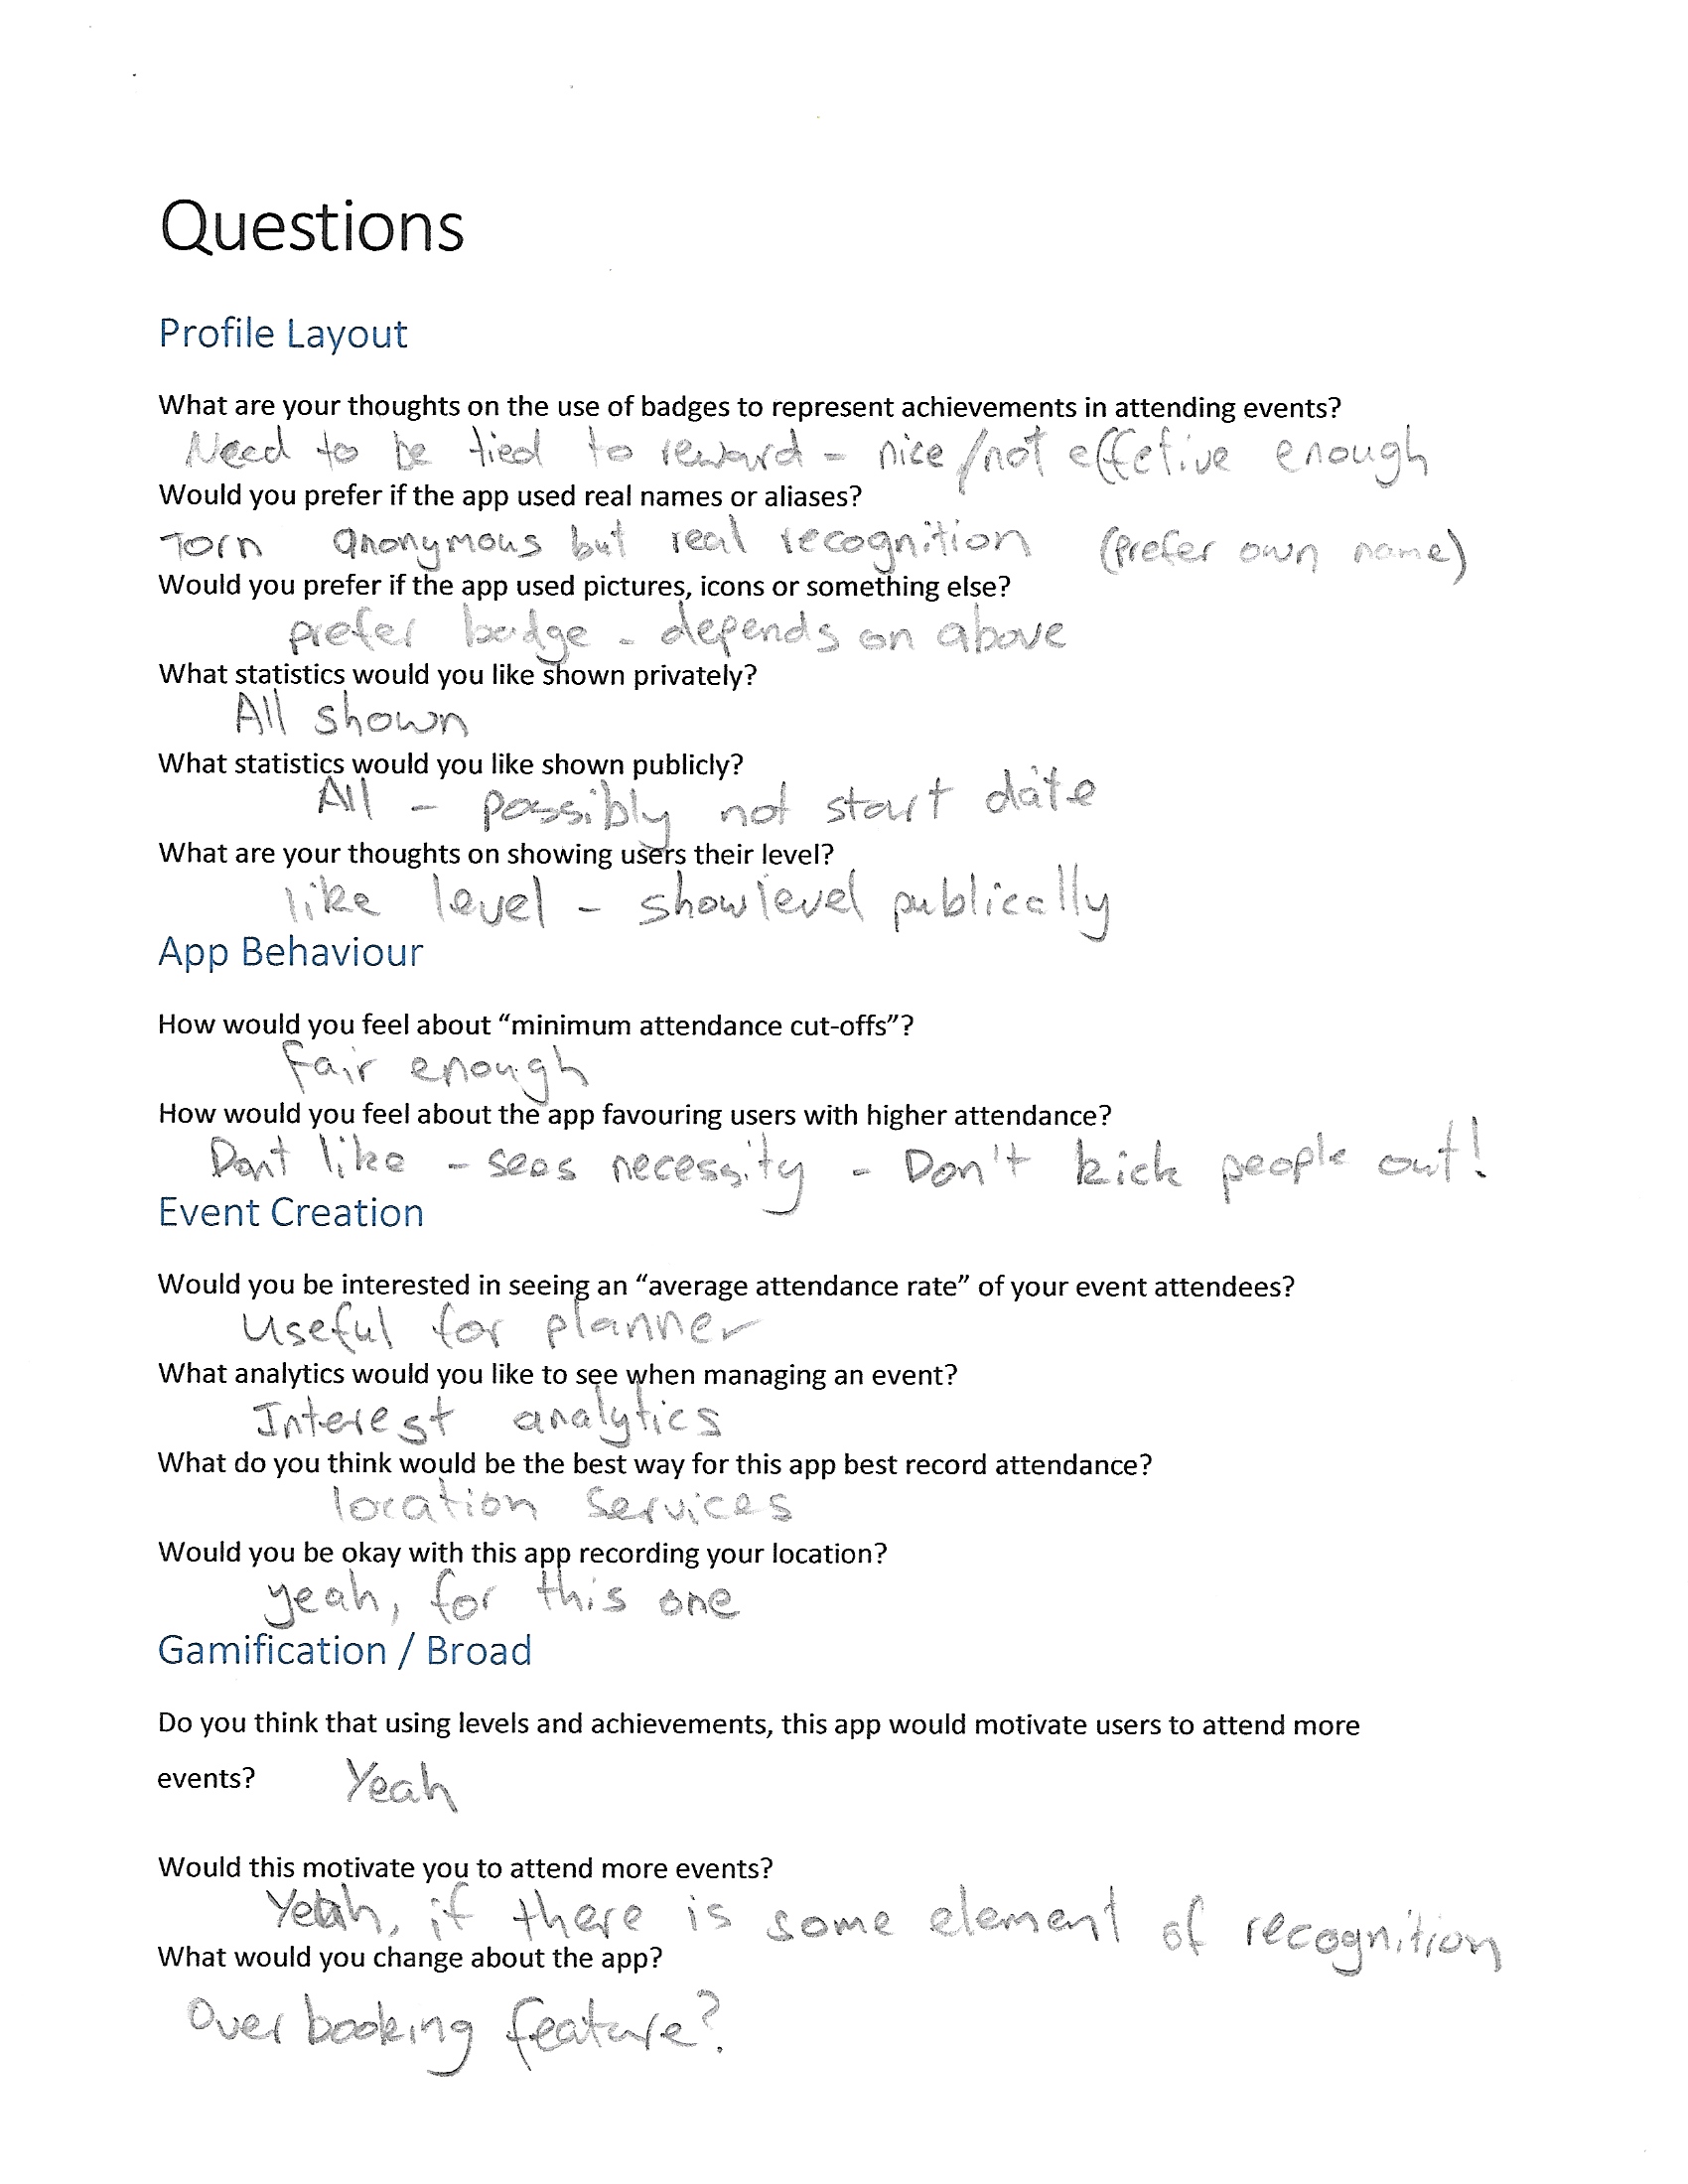 Questions
Profile Layout
What are your thoughts on the use of badges to represent achievements in attending events?
Need to be tied to reward - nice/not effetive enough
Would you prefer if the app used real names or aliases?
Torn anonymous but real recognition (prefer own name)
Would you prefer if the app used pictures, icons or something else?
prefer badge - depends on above
What statistics would you like shown privately?
All shown
What statistics would you like shown publicly?
All - possibly not start date
What are your thoughts on showing users their level?
like level - show level publically
App Behaviour
How would you feel about “minimum attendance cut-offs”?
fair enough
How would you feel about the app favouring users with higher attendance?
Dont like - sees necessity - Don't kick people out!
Event Creation
Would you be interested in seeing an “average attendance rate” of your event attendees?
Useful for planner
What analytics would you like to see when managing an event?
Interest analytics
What do you think would be the best way for this app best record attendance?
location services
Would you be okay with this app recording your location?
yeah, for this one
Gamification / Broad
Do you think that using levels and achievements, this app would motivate users to attend more
events? Yeah
Would this motivate you to attend more events?
Yeah, if there is some element of recognition
What would you change about the app?
Over booking feature?